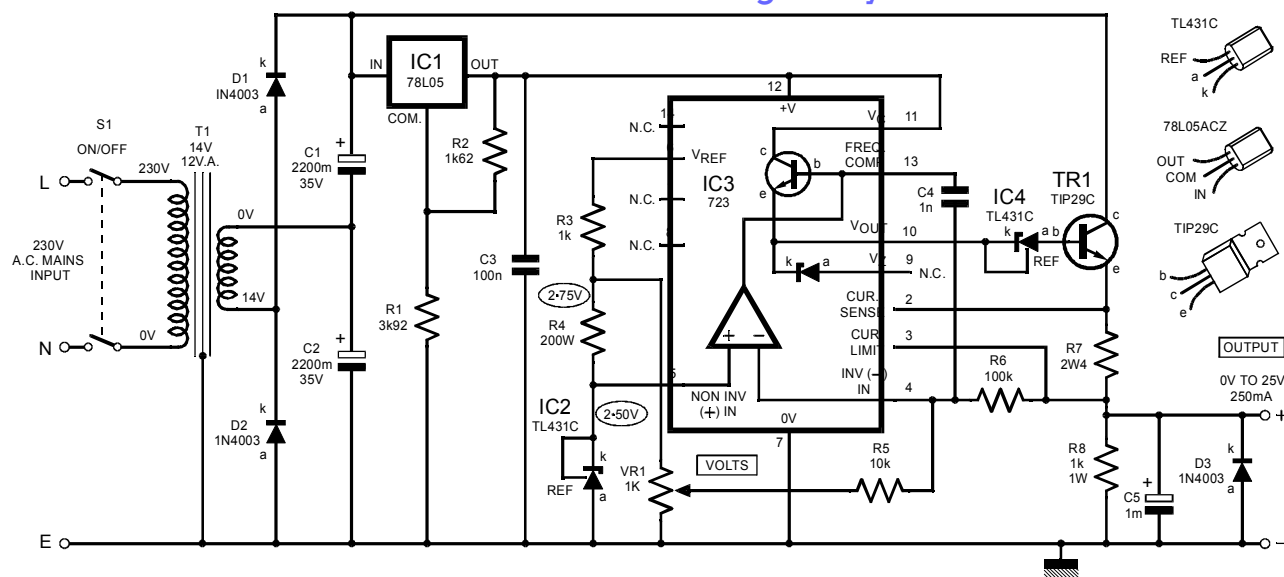 TL431C
REF
a
k
k
D1
IN4003
a
IN
IC1
78L05
OUT
COM.
12
+V
VC
11
N.C.
S1
ON/OFF
T1
14V
12V.A.
230V
C1
2200m
35V
+
R2
1k62
VREF
c
b
e
FREQ.
COMP
13
IC3
723
C4
1n
IC4
TL431C
k
a
REF
TR1
TIP29C
b
c
e
78L05ACZ
OUT
COM
IN
L
0V
R3
1k
N.C.
N.C.
VOUT
10
TIP29C
b
c
e
230V
A.C. MAINS
INPUT
C3
100n
k
a
9
N.C.
14V
2•75V
CUR.
SENSE
2
R1
3k92
R4
200W
+
−
CUR
LIMIT
3
R7
2W4
OUTPUT
N
0V
+
C2
2200m
35V
R6
100k
0V TO 25V
250mA
NON INV
(+) IN
INV (−)
IN
4
IC2
TL431C
2•50V
0V
7
+
k
D2
1N4003
a
k
REF
a
VR1
1K
VOLTS
R5
10k
R8
1k
1W
+
C5
1m
k
D3
1N4003
a
E
−